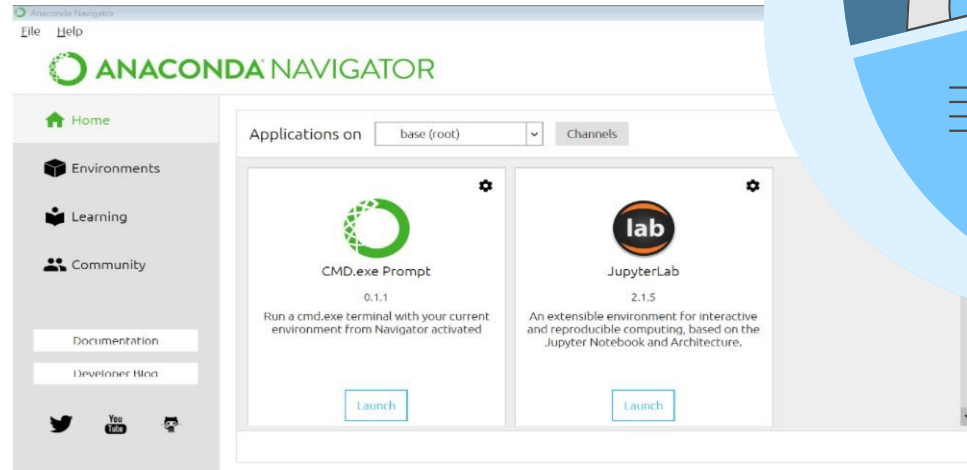 Anaconda Navigator
File Help
ANACONDA NAVIGATOR
Home
Applications on base (root) Channels
Environments
Learning
Community
CMD.exe Prompt
0.1.1
Run a cmd.exe terminal with your current
environment from Navigator activated
Launch
lab
JupyterLab
2.1.5
An extensible environment for interactive
and reproducible computing, based on the
Jupyter Notebook and Architecture.
Launch
Documentation
Developer Blog
You
Tube